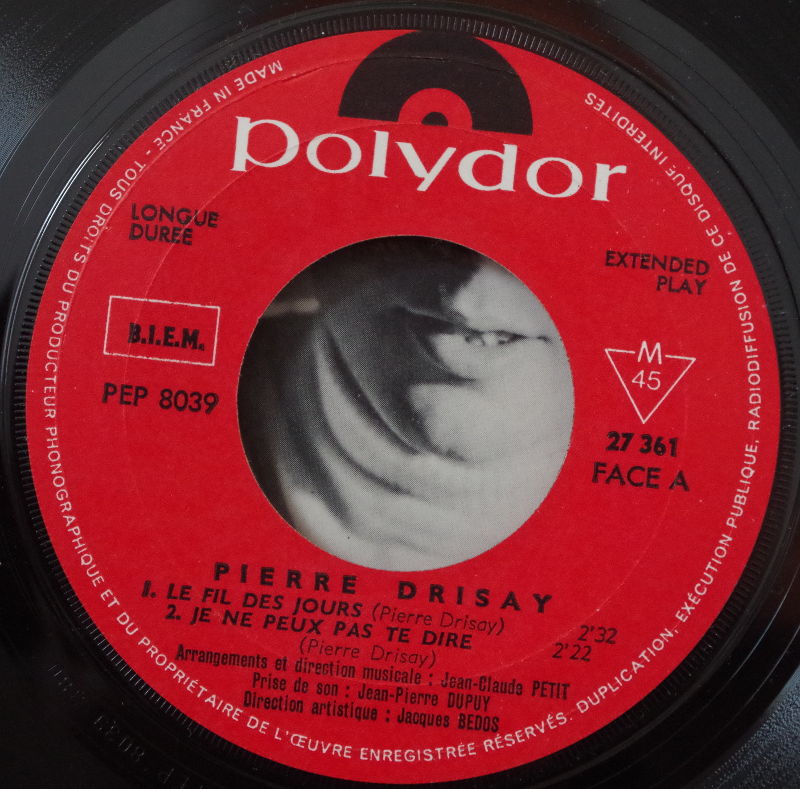 MADE IN FRANCE - TOUS DROITS DU PRODUCTEUR PHONOGRAPHIQUE ET DU PROPRIÉTAIRE DE L'ŒUVRE ENREGISTRÉE RÉSERVÉS. DUPLICATION, EXÉCUTION PUBLIQUE, RADIODIFFUSION DE CE DISQUE INTERDITES
polydor
LONGUE
DUREE
EXTENDED
PLAY
B.I.E.M.
M
45
PEP 8039
27 361
FACE A
PIERRE DRISAY
1. LE FIL DES JOURS (Pierre Drisay) 2'32
2. JE NE PEUX PAS TE DIRE 2'22
(Pierre Drisay)
Arrangements et direction musicale : Jean-Claude PETIT
Prise de son : Jean-Pierre DUPUY
Direction artistique : Jacques BEDOS